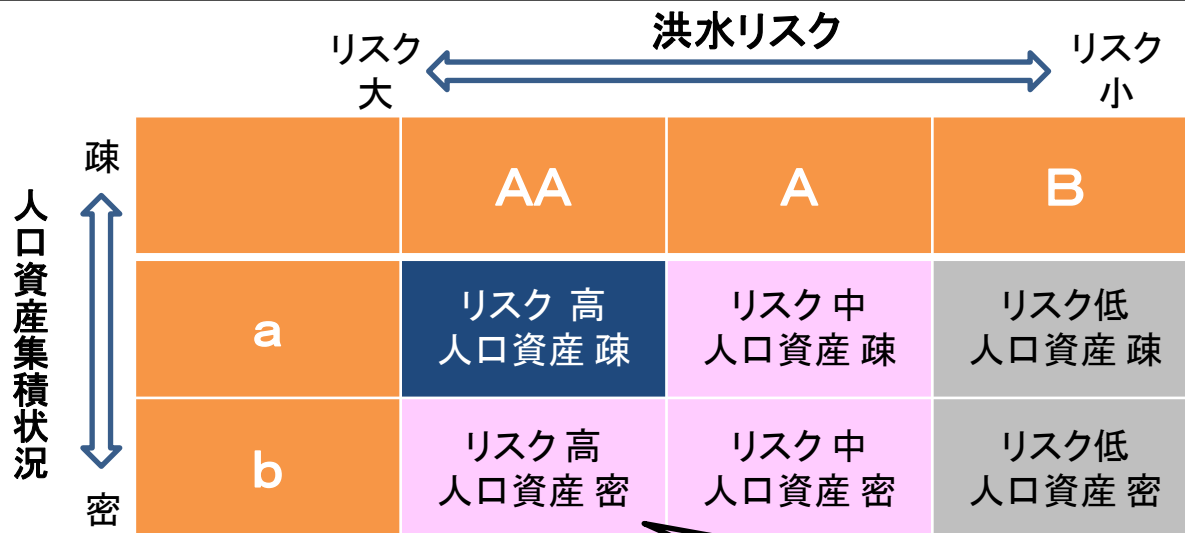 洪水リスク
リスク
大
リスク
小
疎
人口資産集積状況
密
AA
A
B
a
リスク 高
人口資産 疎
リスク 中
人口資産 疎
リスク低
人口資産 疎
b
リスク 高
人口資産 密
リスク 中
人口資産 密
リスク低
人口資産 密